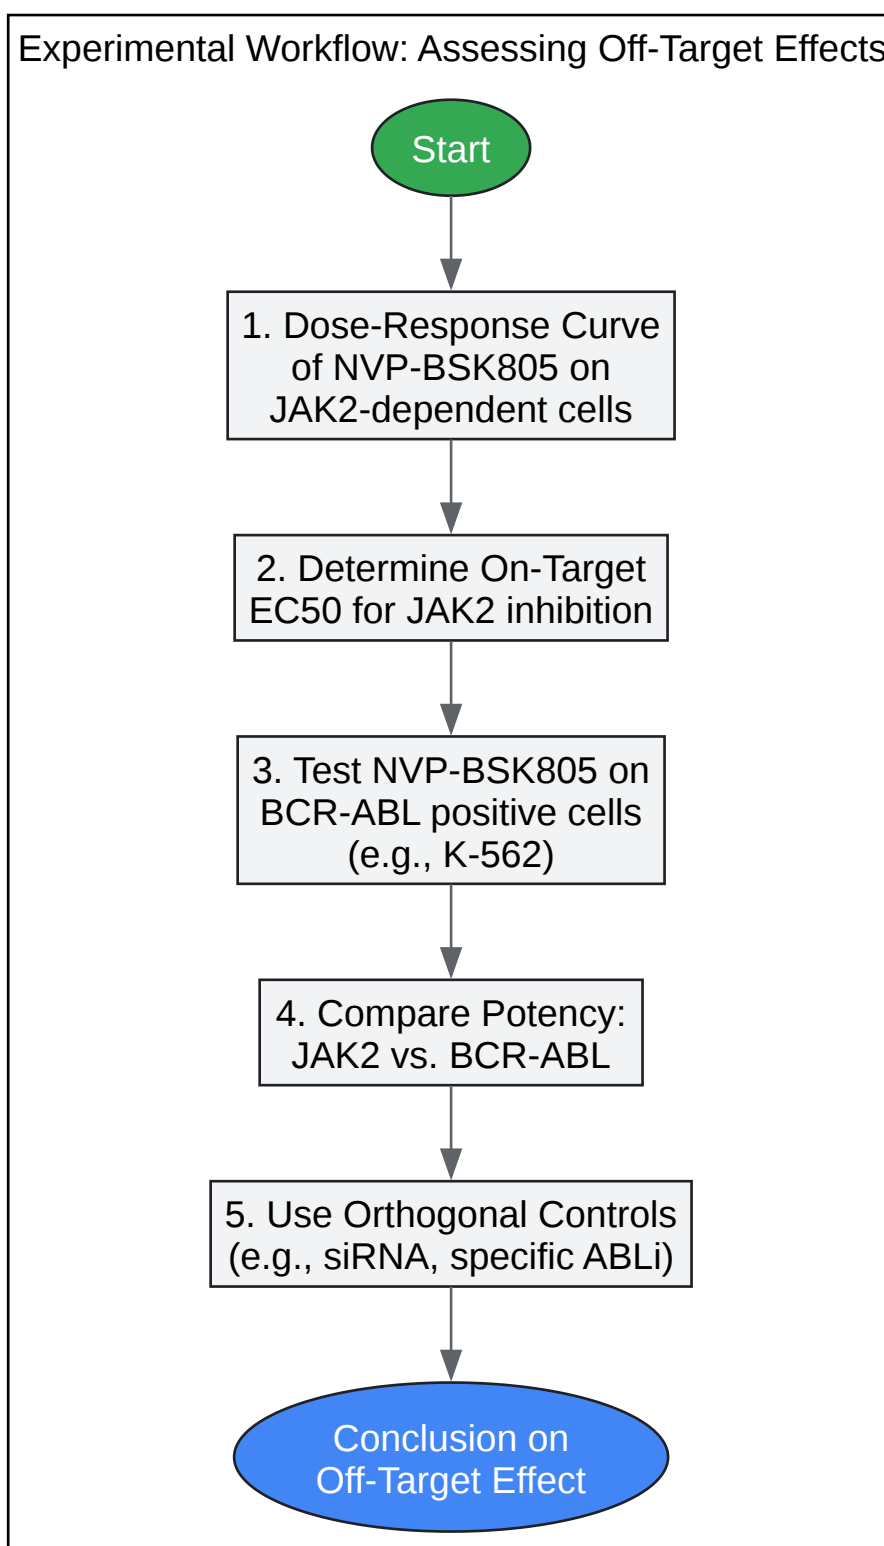 Experimental Workflow: Assessing Off-Target Effects
Start
1. Dose-Response Curve
of NVP-BSK805 on
JAK2-dependent cells
2. Determine On-Target
EC50 for JAK2 inhibition
3. Test NVP-BSK805 on
BCR-ABL positive cells
(e.g., K-562)
4. Compare Potency:
JAK2 vs. BCR-ABL
5. Use Orthogonal Controls
(e.g., siRNA, specific ABLi)
Conclusion on
Off-Target Effect